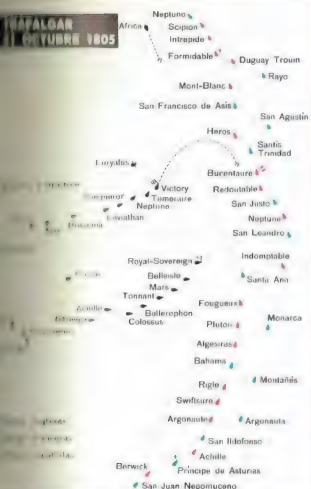 TRAFALGAR
21 OCTUBRE 1805
Neptuno
Africa
Scipion
Intrepide
Formidable
Duguay Trouin
Rayo
Mont-Blanc
San Francisco de Asis
San Agustin
Heros
Santis
Trinidad
Euryalus
Bucentaure
Victory
Temeraire
Neptune
Redoutable
San Justo
Neptune
Leviathan
San Leandro
Indomptable
Royal-Sovereign
Belleisle
Santa Ana
Mars
Tonnant
Fougueux
Achille
Bellerophon
Colossus
Pluton
Monarca
Algesiras
Bahama
Rigle
Montañés
Swiftsure
Argonaute
Argonauta
San Ildofonso
Achille
Berwick
Principe de Asturias
San Juan Nepomuceno